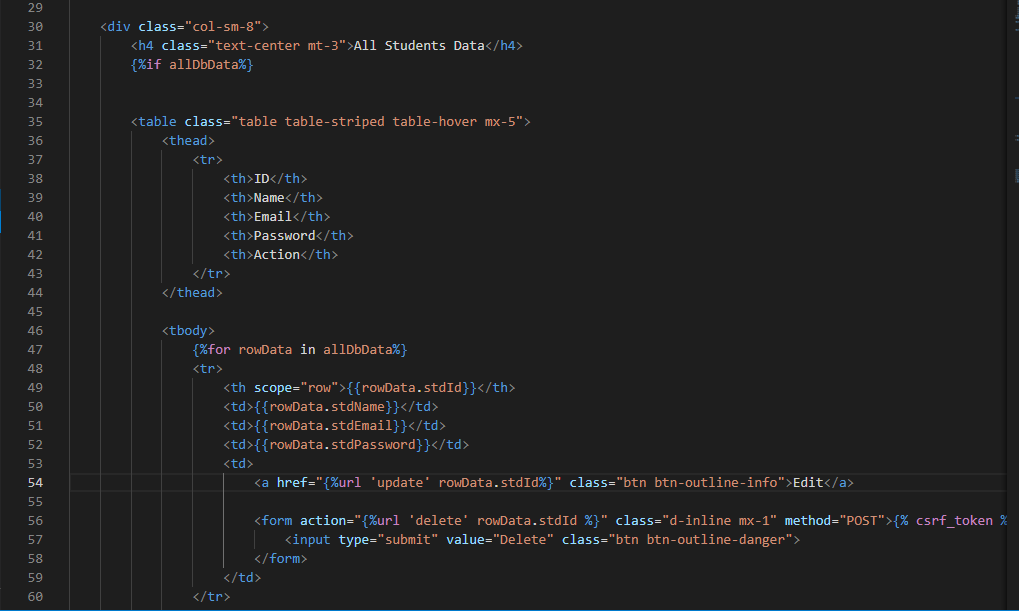 29
30 <div class="col-sm-8">
31 <h4 class="text-center mt-3">All Students Data</h4>
32 {%if allDbData%}
33
34
35 <table class="table table-striped table-hover mx-5">
36 <thead>
37 <tr>
38 <th>ID</th>
39 <th>Name</th>
40 <th>Email</th>
41 <th>Password</th>
42 <th>Action</th>
43 </tr>
44 </thead>
45
46 <tbody>
47 {%for rowData in allDbData%}
48 <tr>
49 <th scope="row">{{rowData.stdId}}</th>
50 <td>{{rowData.stdName}}</td>
51 <td>{{rowData.stdEmail}}</td>
52 <td>{{rowData.stdPassword}}</td>
53 <td>
54 <a href="{%url 'update' rowData.stdId%}" class="btn btn-outline-info">Edit</a>
55
56 <form action="{%url 'delete' rowData.stdId %}" class="d-inline mx-1" method="POST">{% csrf_token %
57 <input type="submit" value="Delete" class="btn btn-outline-danger">
58 </form>
59 </td>
60 </tr>